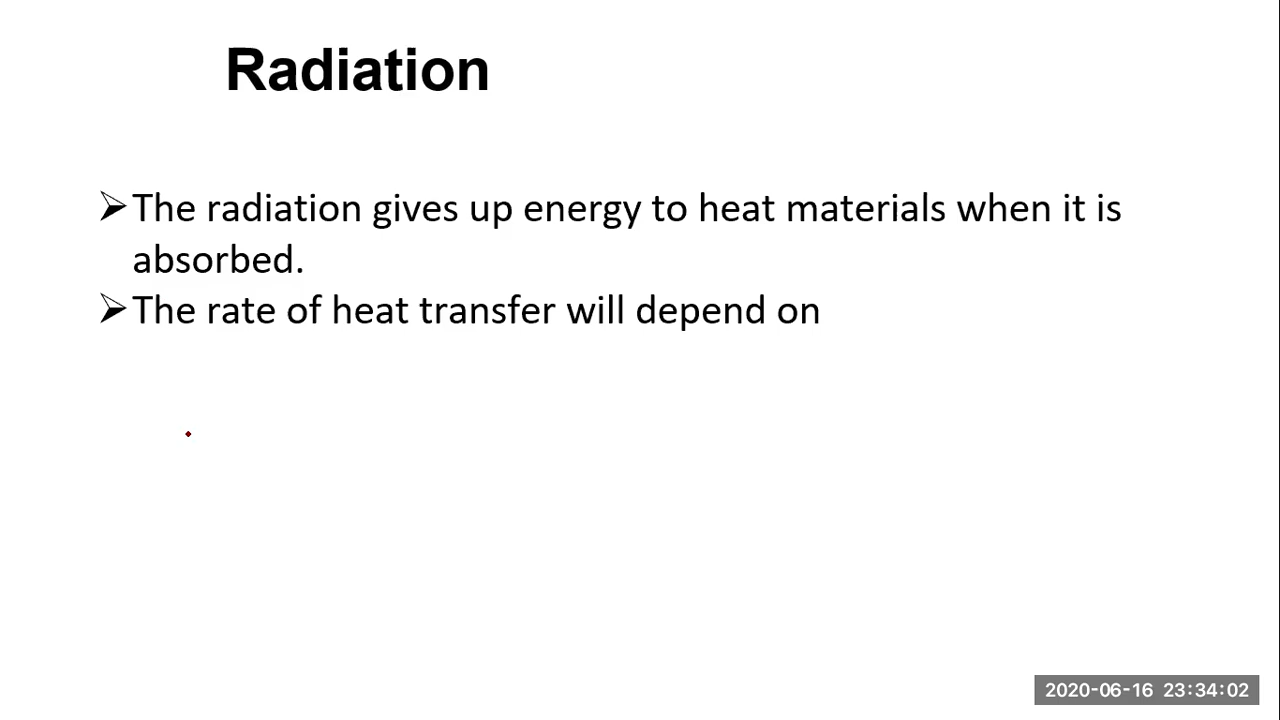 Radiation
➢The radiation gives up energy to heat materials when it is
absorbed.
➢The rate of heat transfer will depend on
2020-06-16 23:34:02